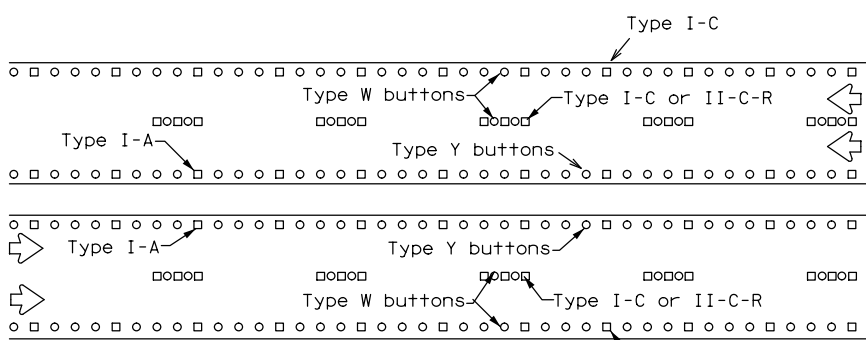 Type I-C
Type W buttons
Type I-C or II-C-R
Type I-A
Type Y buttons
Type I-A
Type Y buttons
Type W buttons
Type I-C or II-C-R